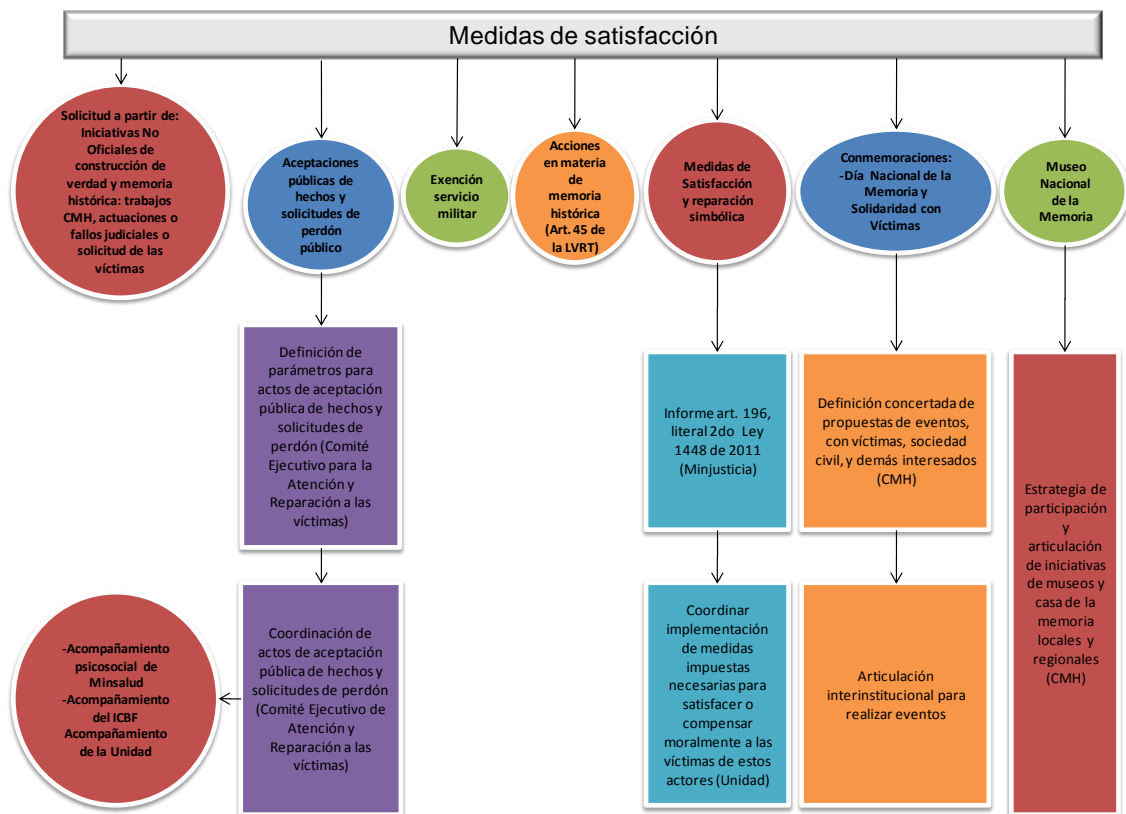 Medidas de satisfacción
Solicitud a partir de:
Iniciativas No
Oficiales de
construcción de
verdad y memoria
histórica: trabajos
CMH, actuaciones o
fallos judiciales o
solicitud de las
víctimas
Aceptaciones
públicas de
hechos y
solicitudes de
perdón
público
Exención
servicio
militar
Acciones
en materia
de
memoria
histórica
(Art. 45 de
la LVRT)
Medidas de
Satisfacción
y reparación
simbólica
Conmemoraciones:
-Día Nacional de la
Memoria y
Solidaridad con
Víctimas
Museo
Nacional
de la
Memoria
Definición de
parámetros para
actos de aceptación
pública de hechos y
solicitudes de
perdón (Comité
Ejecutivo para la
Atención y
Reparación a las
víctimas)
Informe art. 196,
literal 2do Ley
1448 de 2011
(Minjusticia)
Definición concertada de
propuestas de eventos,
con víctimas, sociedad
civil, y demás interesados
(CMH)
Estrategia de
participación
y
articulación
de iniciativas
de museos y
casa de la
memoria
locales y
regionales
(CMH)
-Acompañamiento
psicosocial de
Minsalud
-Acompañamiento
del ICBF
Acompañamiento
de la Unidad
Coordinación de
actos de aceptación
pública de hechos y
solicitudes de perdón
(Comité Ejecutivo de
Atención y
Reparación a las
víctimas)
Coordinar
implementación
de medidas
impuestas
necesarias para
satisfacer o
compensar
moralmente a las
víctimas de estos
actores (Unidad)
Articulación
interinstitucional para
realizar eventos